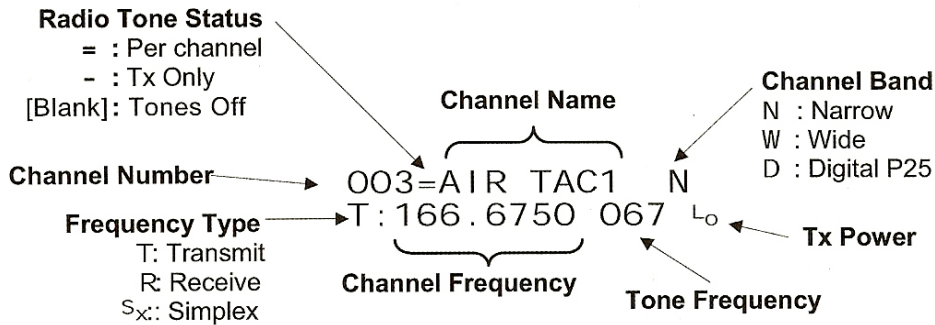 Radio Tone Status
= : Per channel
- : Tx Only
[Blank] : Tones Off
Channel Name
Channel Band
N : Narrow
W : Wide
D : Digital P25
Channel Number
003=AIR TAC1 N
T:166.6750 067 Lo
Frequency Type
T: Transmit
R: Receive
Sx:: Simplex
Channel Frequency
Tone Frequency
Tx Power